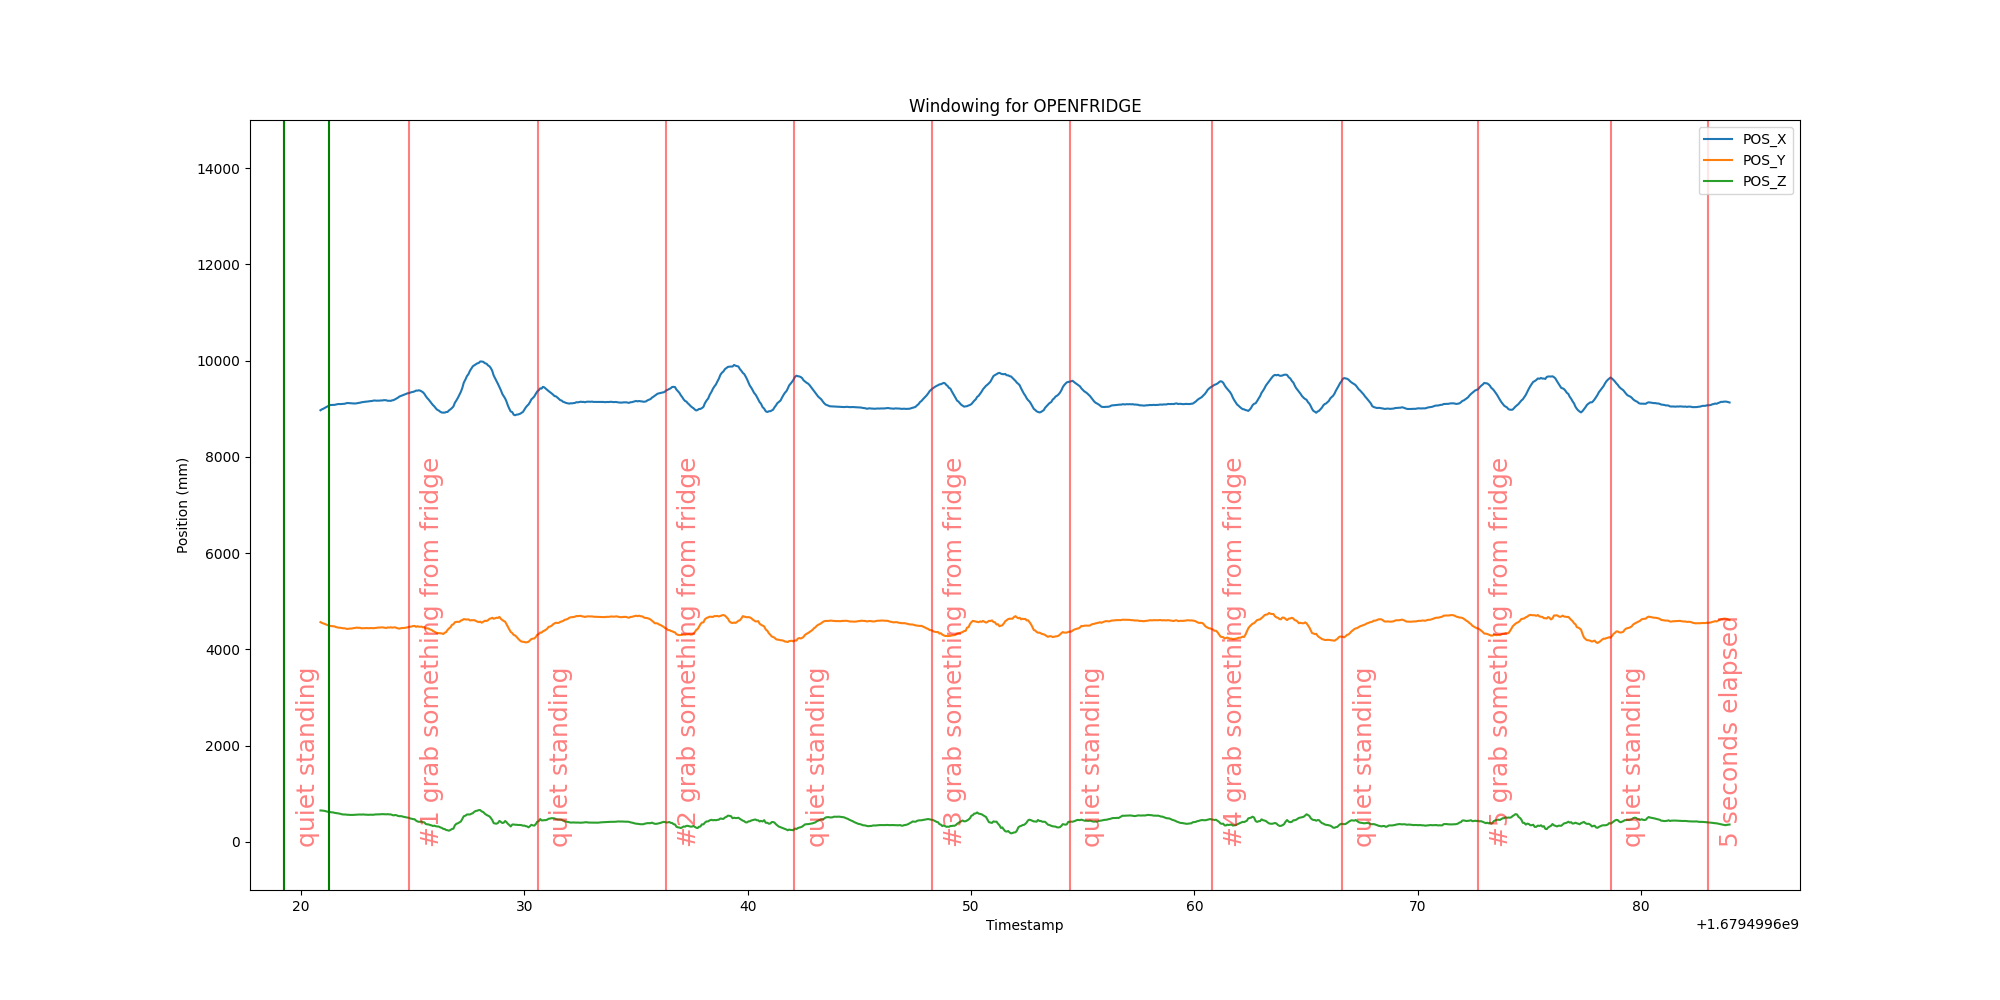 Windowing for OPENFRIDGE
POS_X
POS_Y
POS_Z
14000
12000
10000
8000
6000
4000
2000
0
Position (mm)
quiet standing
#1 grab something from fridge
quiet standing
#2 grab something from fridge
quiet standing
#3 grab something from fridge
quiet standing
#4 grab something from fridge
quiet standing
#5 grab something from fridge
quiet standing
5 seconds elapsed
20 30 40 50 60 70 80
Timestamp
+1.6794996e9